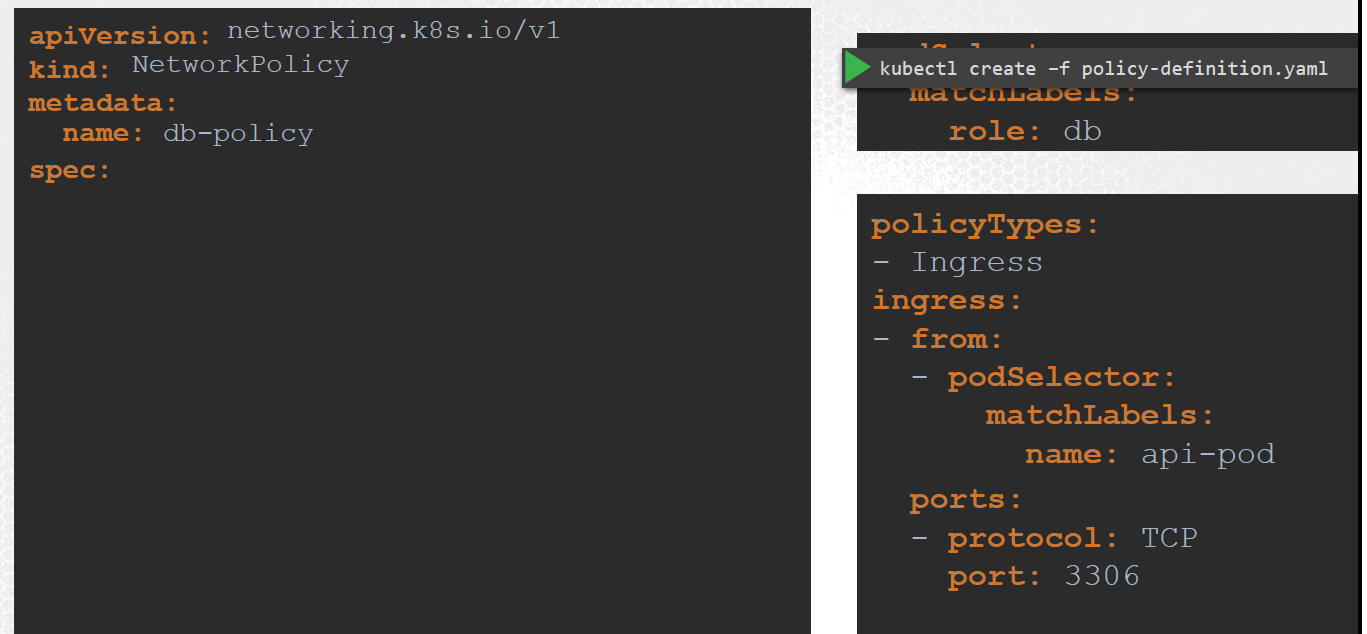 apiVersion: networking.k8s.io/v1
kind: NetworkPolicy
metadata:
name: db-policy
spec:
kubectl create -f policy-definition.yaml
matchLabels:
role: db
policyTypes:
- Ingress
ingress:
- from:
- podSelector:
matchLabels:
name: api-pod
ports:
- protocol: TCP
port: 3306